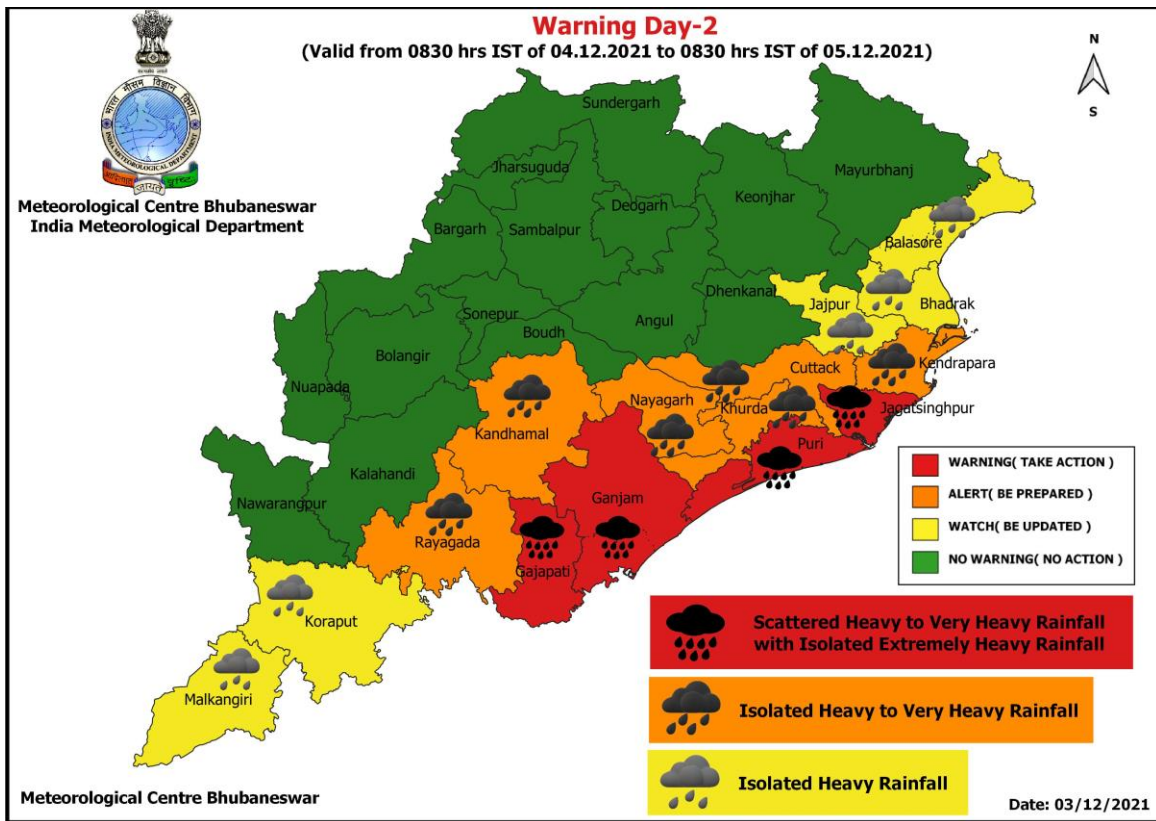 Warning Day-2
(Valid from 0830 hrs IST of 04.12.2021 to 0830 hrs IST of 05.12.2021)
N
S
भारत मौसम विज्ञान विभाग
INDIA METEOROLOGICAL DEPARTMENT
Meteorological Centre Bhubaneswar
India Meteorological Department
Sundergarh
Jharsuguda
Mayurbhanj
Keonjhar
Deogarh
Bargarh
Sambalpur
Balasore
Dhenkanal
Jajpur
Bhadrak
Sonepur
Angul
Boudh
Bolangir
Cuttack
Kendrapara
Nuapada
Nayagarh
Khurda
Jagatsinghpur
Kandhamal
Puri
Kalahandi
Nawarangpur
Ganjam
Rayagada
Gajapati
Koraput
Malkangiri
WARNING( TAKE ACTION )
ALERT( BE PREPARED )
WATCH( BE UPDATED )
NO WARNING( NO ACTION )
Scattered Heavy to Very Heavy Rainfall
with Isolated Extremely Heavy Rainfall
Isolated Heavy to Very Heavy Rainfall
Isolated Heavy Rainfall
Meteorological Centre Bhubaneswar
Date: 03/12/2021